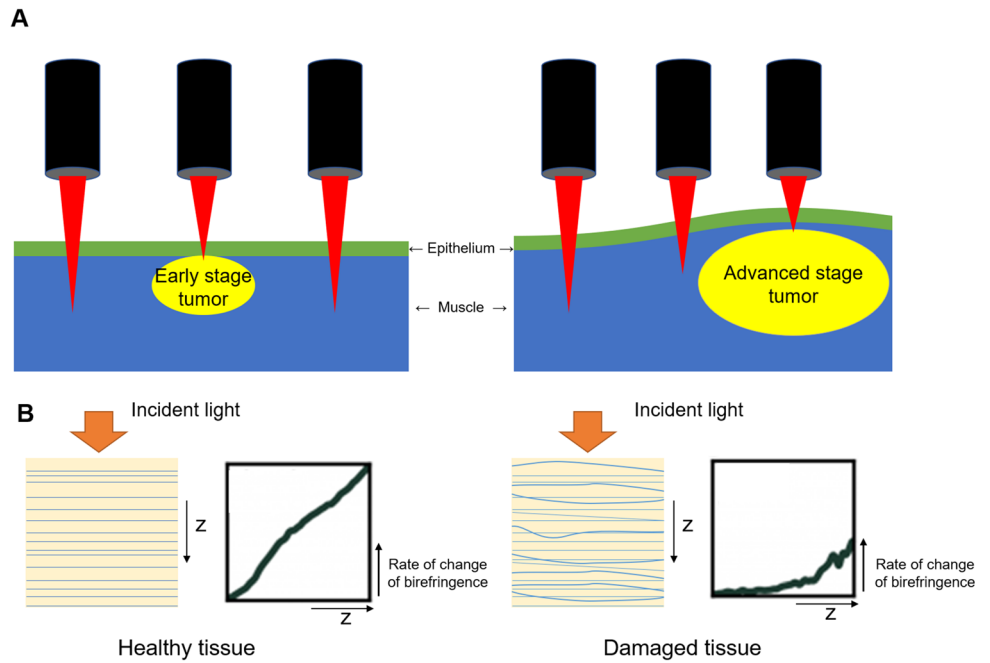 A
Early stage
tumor
← Epithelium →
← Muscle →
Advanced stage
tumor
B
Incident light
z
Rate of change
of birefringence
z
Healthy tissue
Incident light
z
Rate of change
of birefringence
z
Damaged tissue